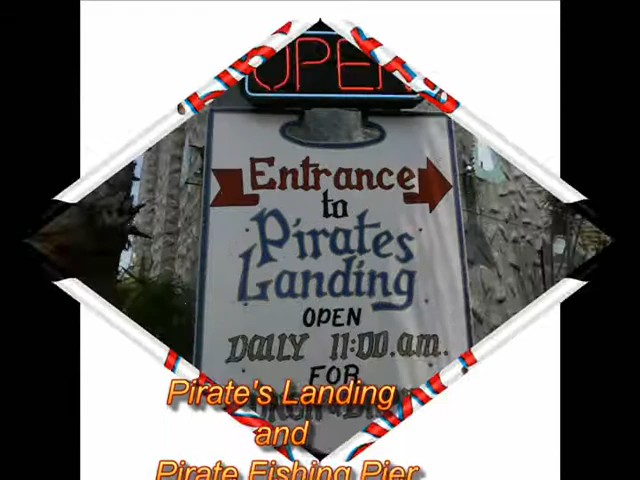 OPEN
Entrance
to
Pirates
Landing
OPEN
DAILY 11:00 a.m.
FOR
Pirate's Landing
and
Pirate Fishing Pier